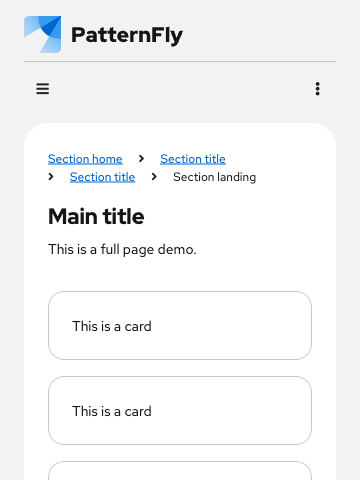 PatternFly
Section home > Section title
> Section title > Section landing
Main title
This is a full page demo.
This is a card
This is a card